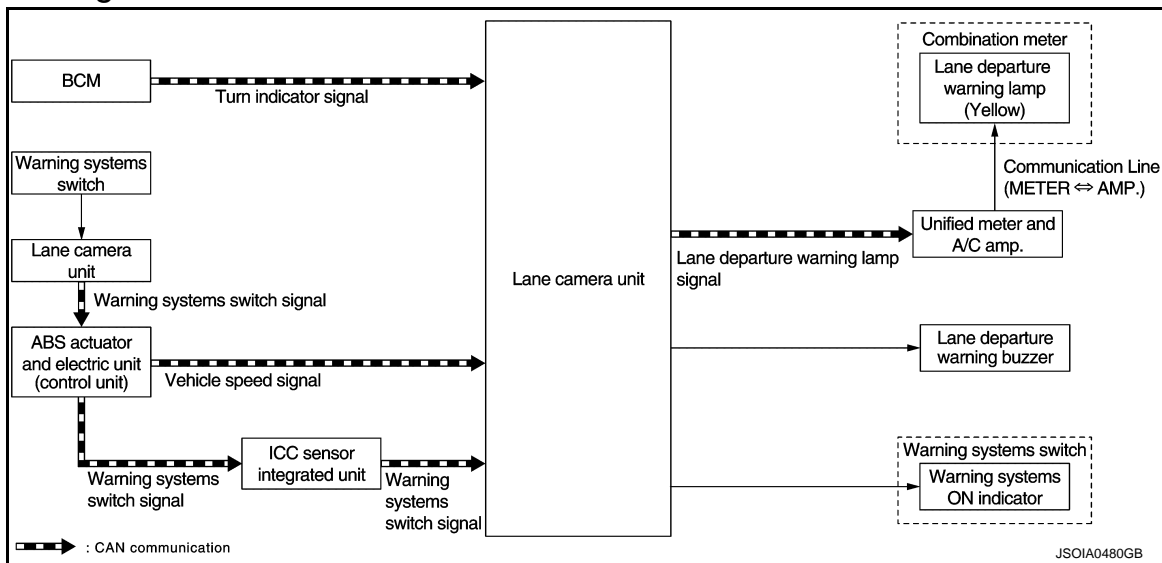 BCM
Turn indicator signal
Warning systems
switch
Lane camera
unit
Warning systems switch signal
ABS actuator
and electric unit
(control unit)
Vehicle speed signal
Warning systems
switch signal
ICC sensor
integrated unit
Warning
systems
switch signal
Lane camera unit
Combination meter
Lane departure
warning lamp
(Yellow)
Communication Line
(METER ⇔ AMP.)
Unified meter and
A/C amp.
Lane departure warning lamp
signal
Lane departure
warning buzzer
Warning systems switch
Warning systems
ON indicator
: CAN communication
JSOIA0480GB